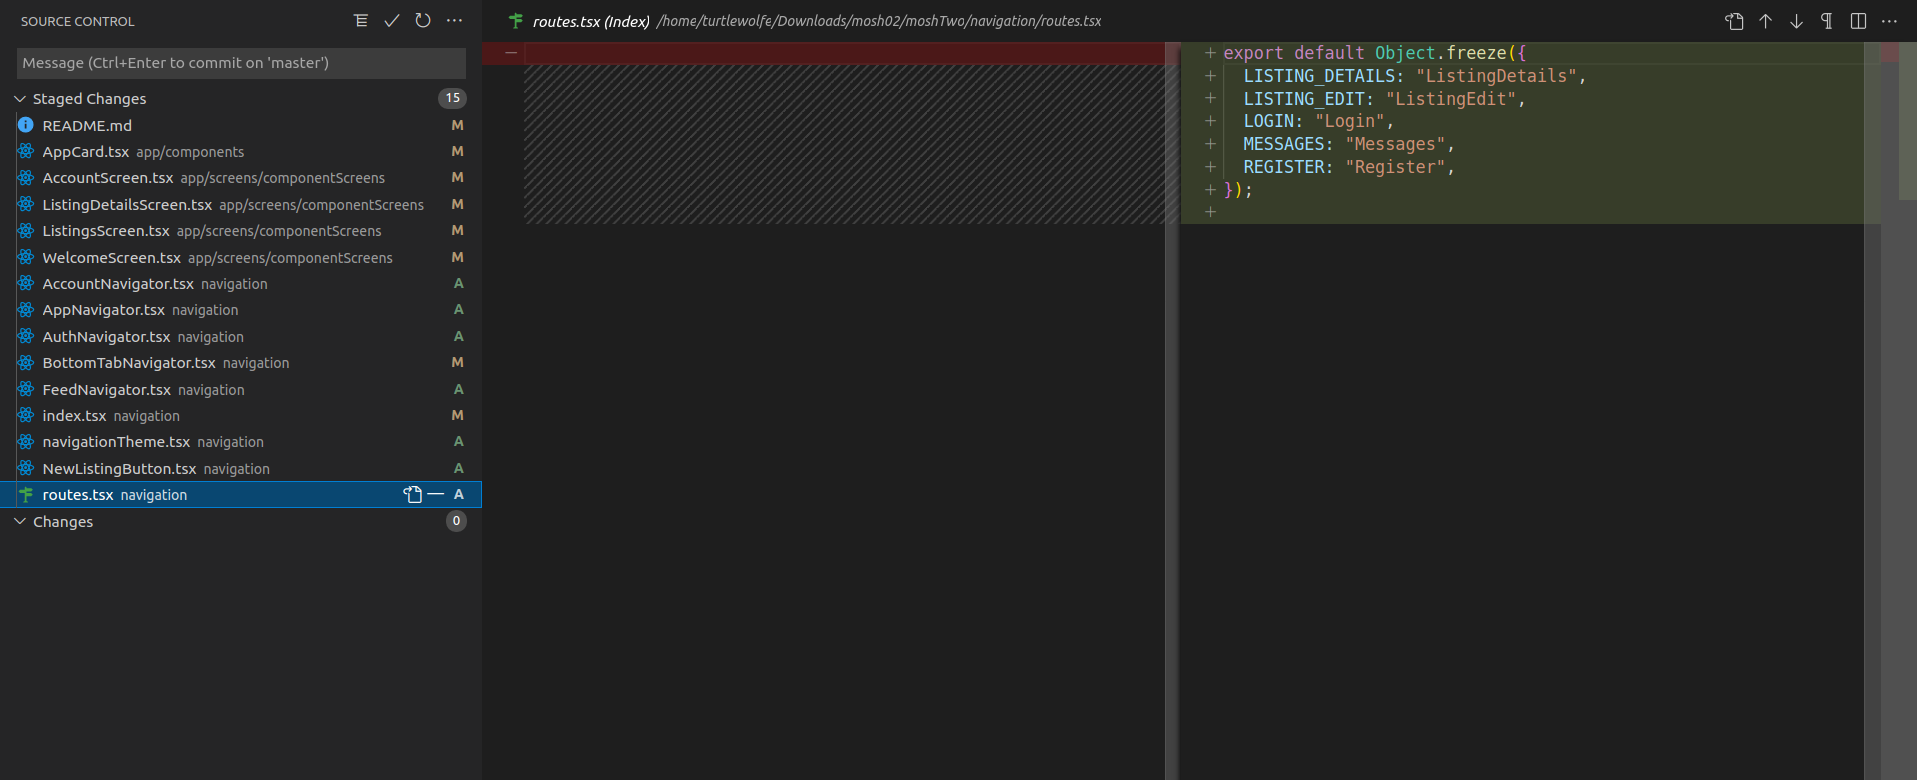 SOURCE CONTROL
Message (Ctrl+Enter to commit on 'master')
Staged Changes 15
README.md M
AppCard.tsx app/components M
AccountScreen.tsx app/screens/componentScreens M
ListingDetailsScreen.tsx app/screens/componentScreens M
ListingsScreen.tsx app/screens/componentScreens M
WelcomeScreen.tsx app/screens/componentScreens M
AccountNavigator.tsx navigation A
AppNavigator.tsx navigation A
AuthNavigator.tsx navigation A
BottomTabNavigator.tsx navigation M
FeedNavigator.tsx navigation A
index.tsx navigation M
navigationTheme.tsx navigation A
NewListingButton.tsx navigation A
routes.tsx navigation A
Changes 0
routes.tsx (Index) /home/turtlewolfe/Downloads/mosh02/moshTwo/navigation/routes.tsx
—
+ export default Object.freeze({
+ LISTING_DETAILS: "ListingDetails",
+ LISTING_EDIT: "ListingEdit",
+ LOGIN: "Login",
+ MESSAGES: "Messages",
+ REGISTER: "Register",
+ });
+